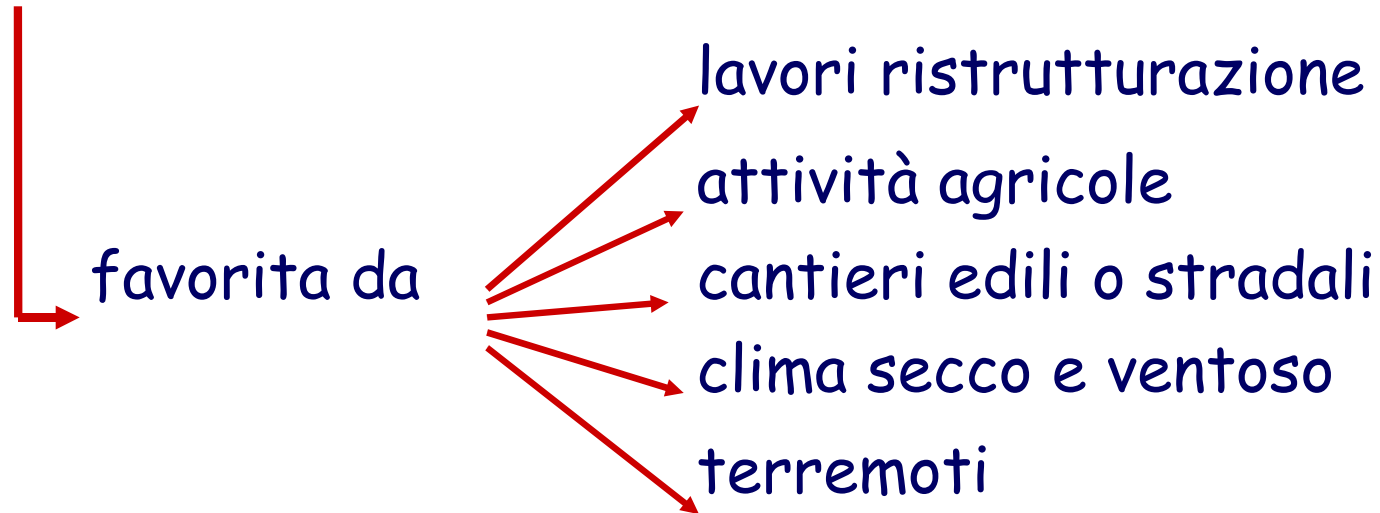 lavori ristrutturazione
attività agricole
favorita da
cantieri edili o stradali
clima secco e ventoso
terremoti